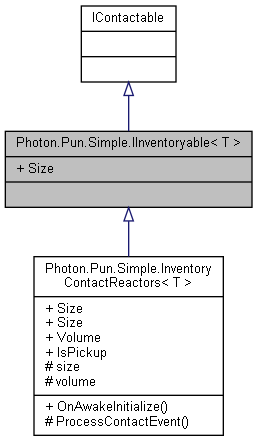 IContactable
Photon.Pun.Simple.IInventoryable< T >
+ Size
Photon.Pun.Simple.Inventory
ContactReactors< T >
+ Size
+ Size
+ Volume
+ IsPickup
# size
# volume
+ OnAwakeInitialize()
# ProcessContactEvent()